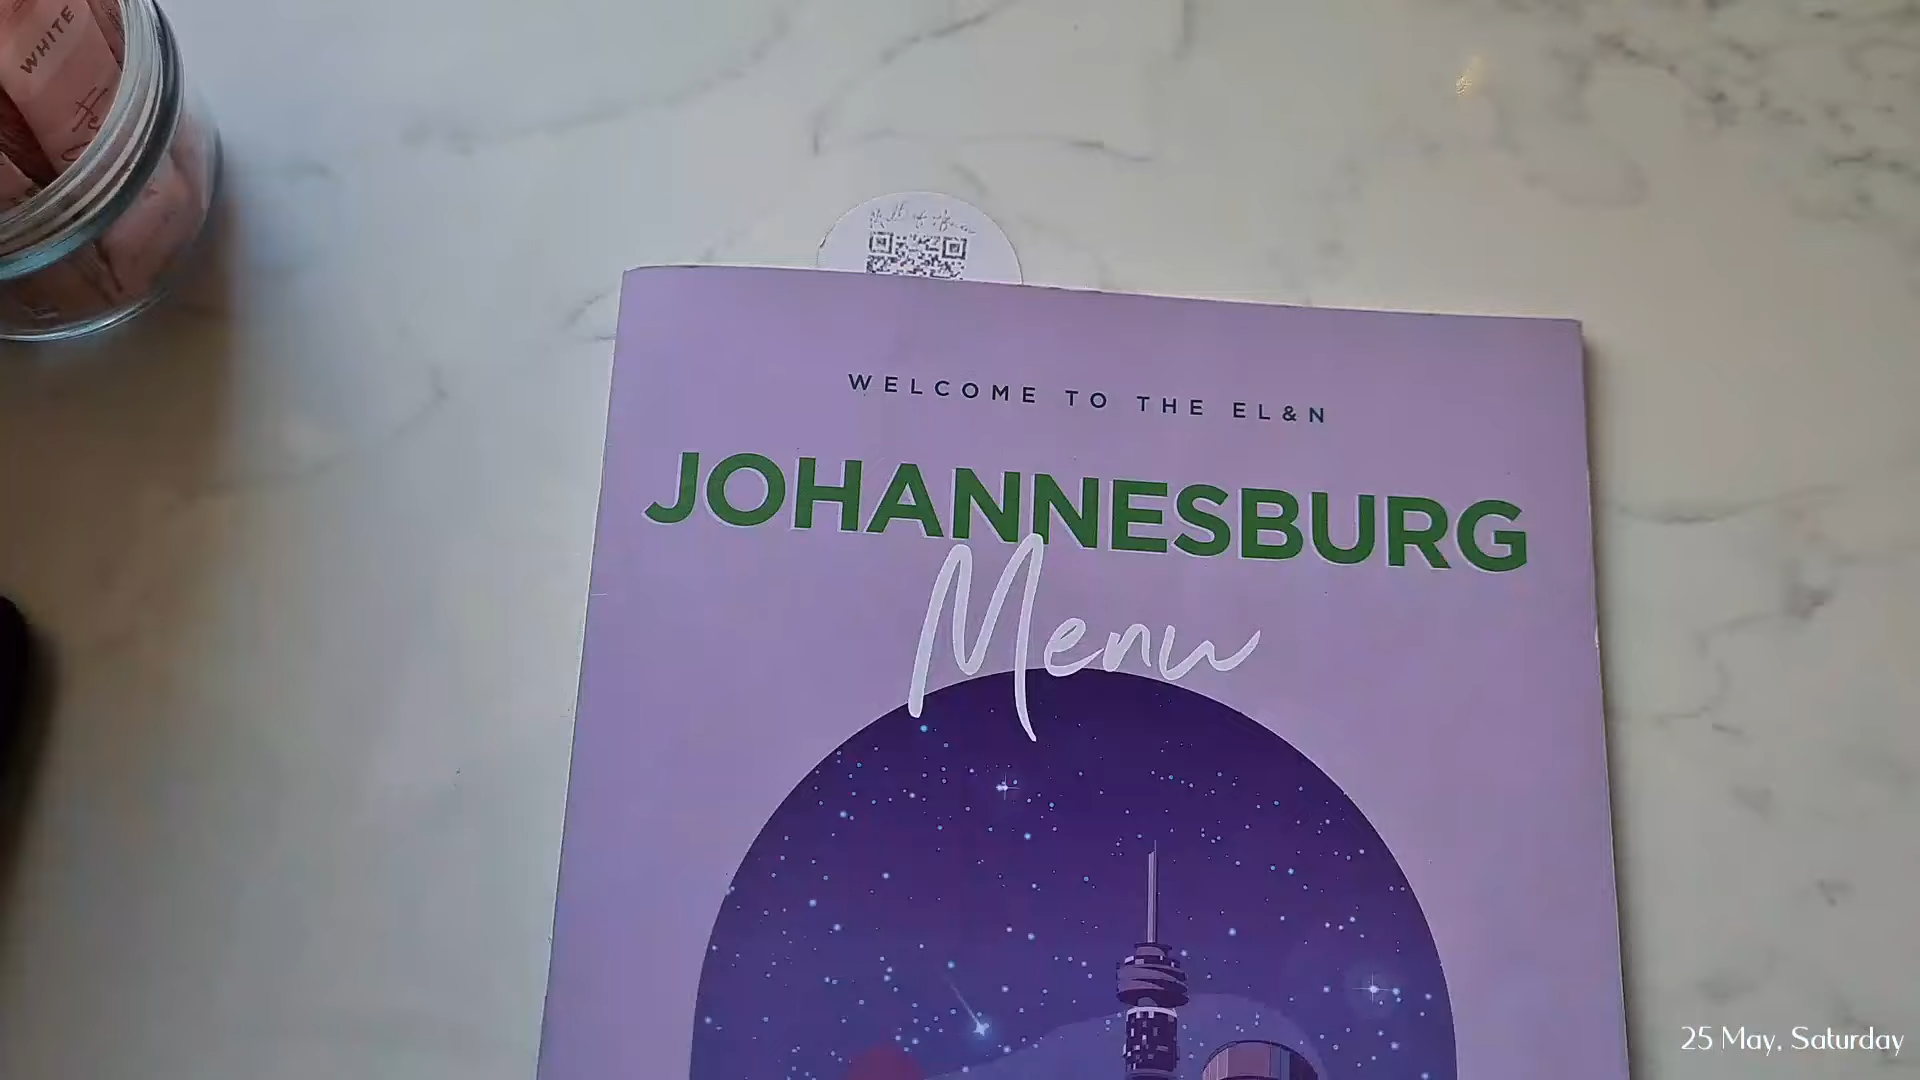 WHITE
WELCOME TO THE EL&N
JOHANNESBURG
Menu
25 May, Saturday